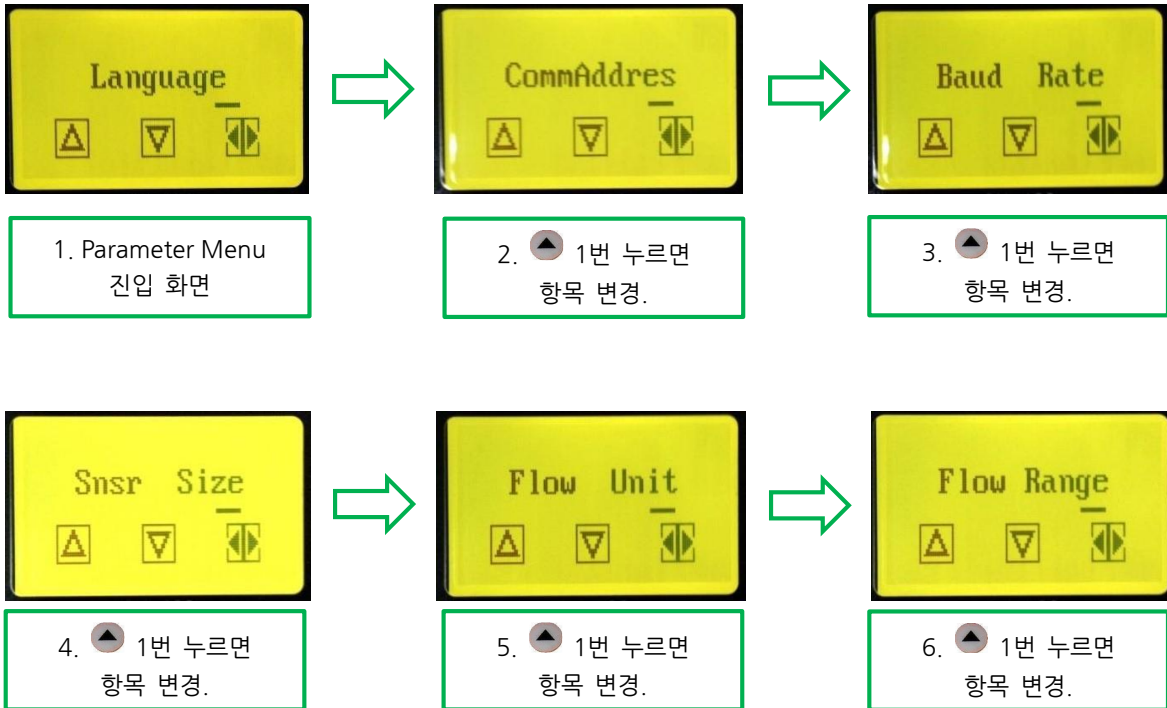 Language
CommAddres
Baud Rate
1. Parameter Menu
진입 화면
2. 1번 누르면
항목 변경.
3. 1번 누르면
항목 변경.
Snsr Size
Flow Unit
Flow Range
4. 1번 누르면
항목 변경.
5. 1번 누르면
항목 변경.
6. 1번 누르면
항목 변경.